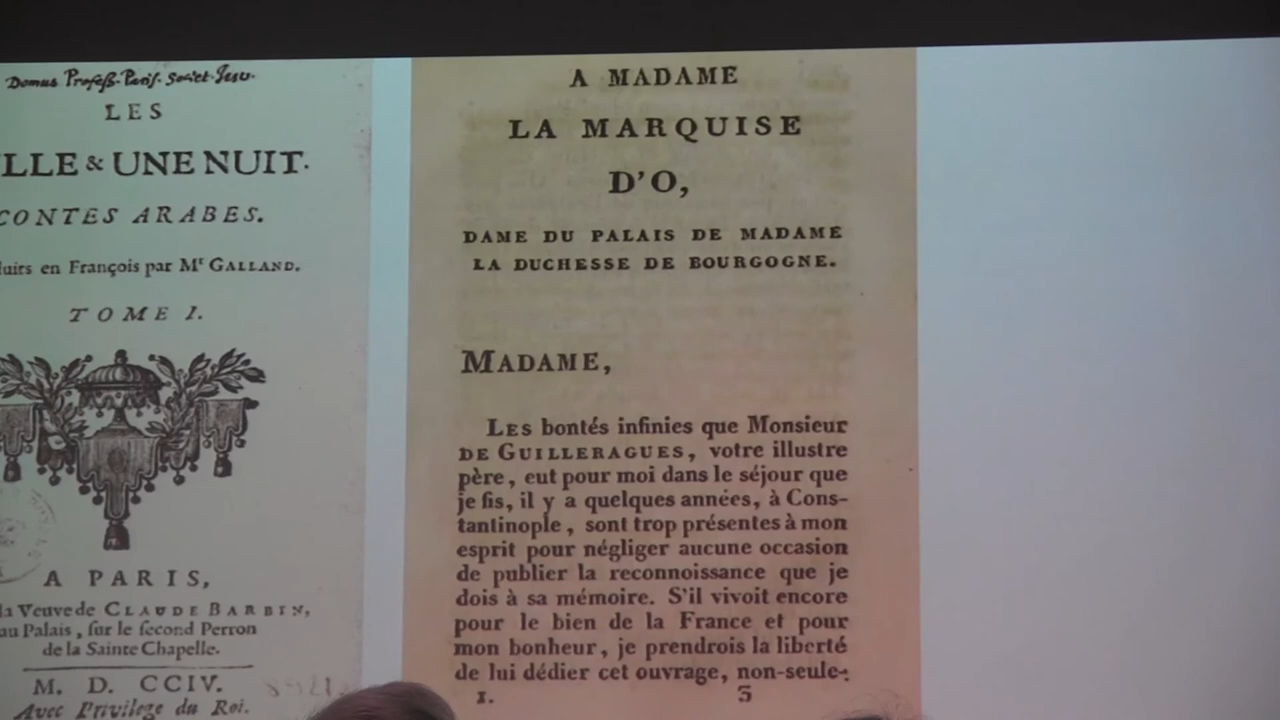 Domus Profeß. Paris. Societ. Jesu.
LES
LLE & UNE NUIT.
CONTES ARABES.
duits en François par Mr GALLAND.
TOME I.
A PARIS,
la Veuve de CLAUDE BARBIN,
au Palais, sur le second Perron
de la Sainte Chapelle.
M. D. CCIV.
Avec Privilege du Roi.
A MADAME
LA MARQUISE
D'O,
DAME DU PALAIS DE MADAME
LA DUCHESSE DE BOURGOGNE.
MADAME,
LES bontés infinies que Monsieur
DE GUILLERAGUES, votre illustre
père, eut pour moi dans le séjour que
je fis, il y a quelques années, à Cons-
tantinople, sont trop présentes à mon
esprit pour négliger aucune occasion
de publier la reconnoissance que je
dois à sa mémoire. S'il vivoit encore
pour le bien de la France et pour
mon bonheur, je prendrois la liberté
de lui dédier cet ouvrage, non-seule-
1. 3